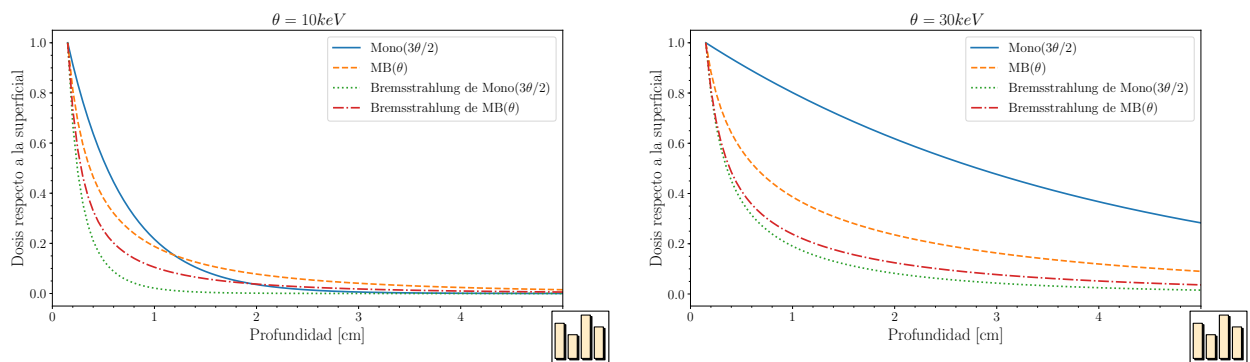 θ = 10keV
Dosis respecto a la superficial
1.0
0.8
0.6
0.4
0.2
0.0
Mono(3θ/2)
MB(θ)
Bremsstrahlung de Mono(3θ/2)
Bremsstrahlung de MB(θ)
0 1 2 3 4
Profundidad [cm]
θ = 30keV
Dosis respecto a la superficial
1.0
0.8
0.6
0.4
0.2
0.0
Mono(3θ/2)
MB(θ)
Bremsstrahlung de Mono(3θ/2)
Bremsstrahlung de MB(θ)
0 1 2 3 4
Profundidad [cm]